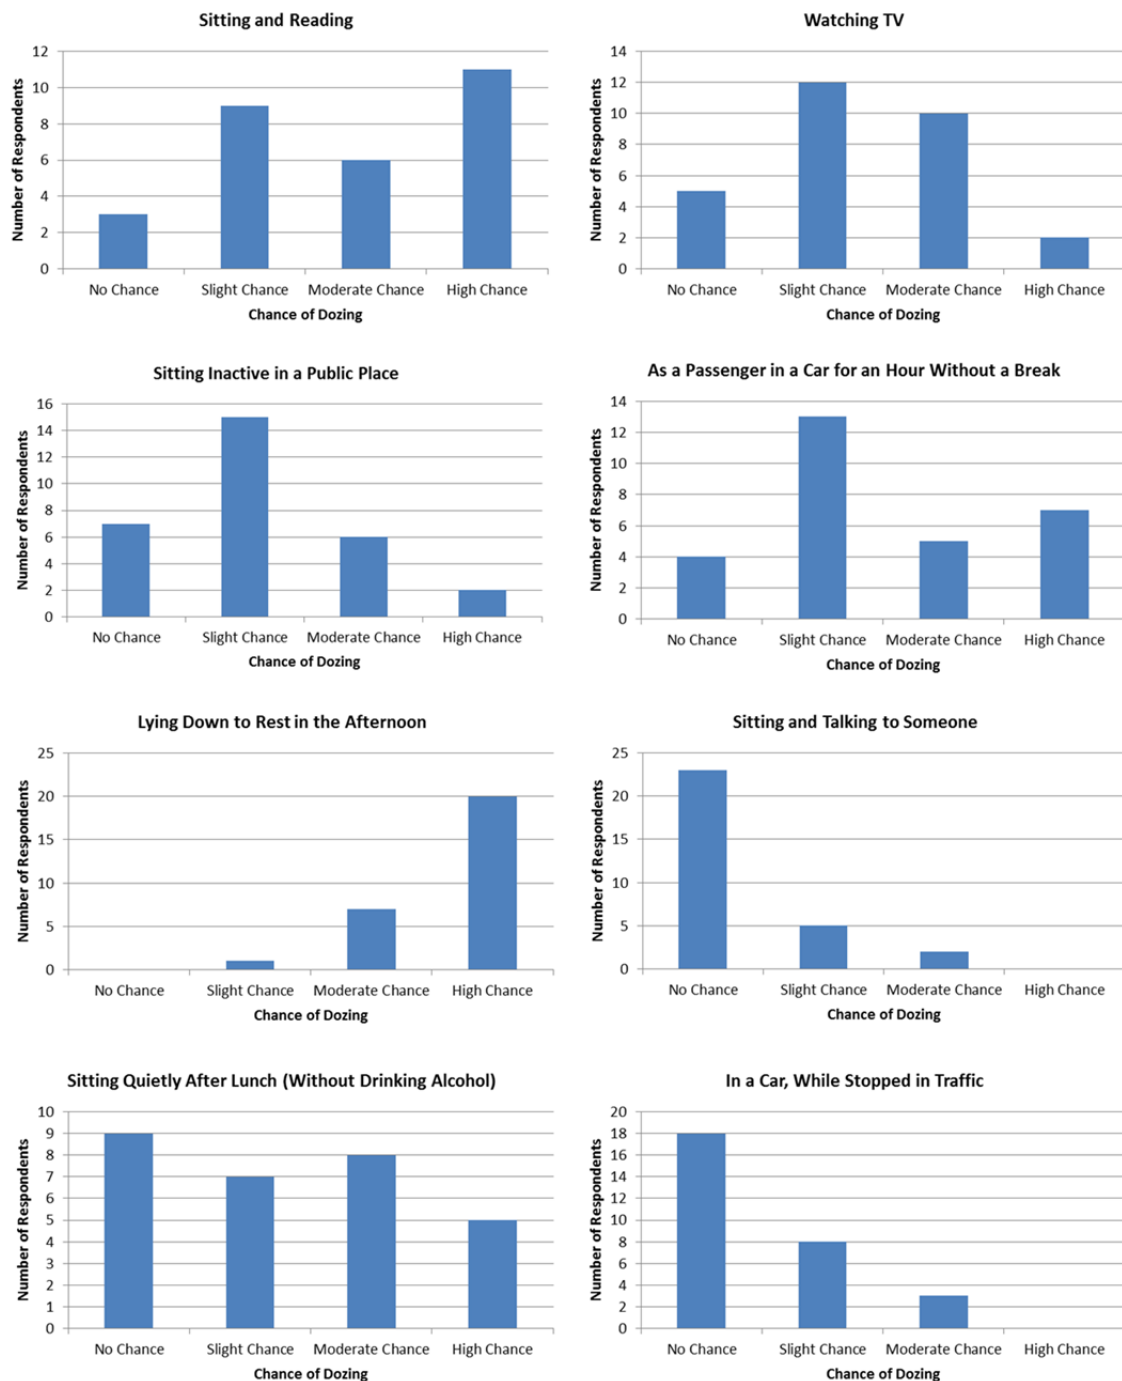 Sitting and Reading
Number of Respondents
12
10
8
6
4
2
0
No Chance Slight Chance Moderate Chance High Chance
Chance of Dozing
Watching TV
Number of Respondents
14
12
10
8
6
4
2
0
No Chance Slight Chance Moderate Chance High Chance
Chance of Dozing
Sitting Inactive in a Public Place
Number of Respondents
16
14
12
10
8
6
4
2
0
No Chance Slight Chance Moderate Chance High Chance
Chance of Dozing
As a Passenger in a Car for an Hour Without a Break
Number of Respondents
14
12
10
8
6
4
2
0
No Chance Slight Chance Moderate Chance High Chance
Chance of Dozing
Lying Down to Rest in the Afternoon
Number of Respondents
25
20
15
10
5
0
No Chance Slight Chance Moderate Chance High Chance
Chance of Dozing
Sitting and Talking to Someone
Number of Respondents
25
20
15
10
5
0
No Chance Slight Chance Moderate Chance High Chance
Chance of Dozing
Sitting Quietly After Lunch (Without Drinking Alcohol)
Number of Respondents
10
9
8
7
6
5
4
3
2
1
0
No Chance Slight Chance Moderate Chance High Chance
Chance of Dozing
In a Car, While Stopped in Traffic
Number of Respondents
20
18
16
14
12
10
8
6
4
2
0
No Chance Slight Chance Moderate Chance High Chance
Chance of Dozing